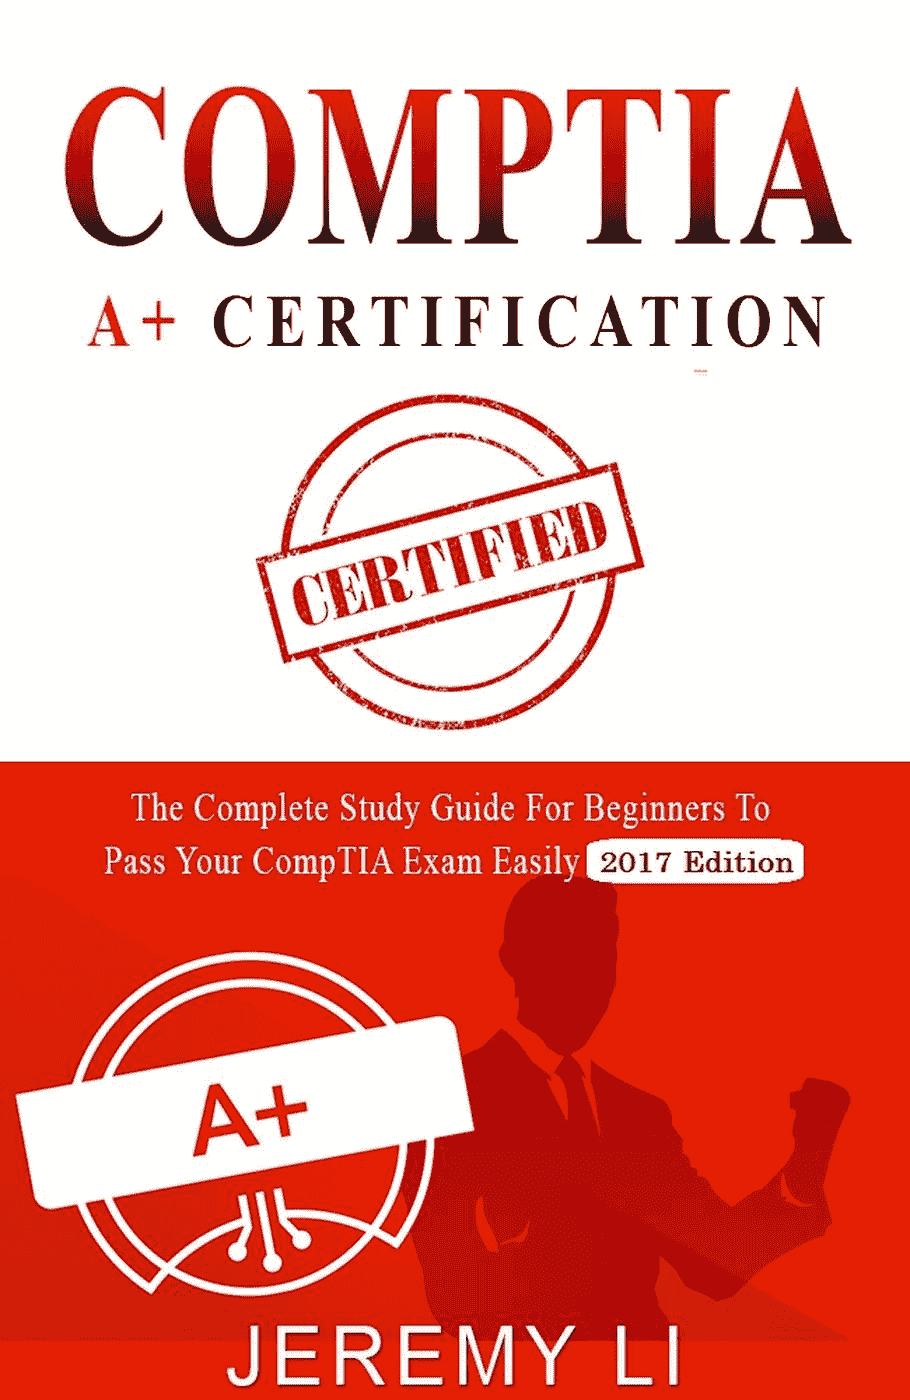 COMPTIA
A+ CERTIFICATION
CERTIFIED
The Complete Study Guide For Beginners To
Pass Your CompTIA Exam Easily 2017 Edition
A+
JEREMY LI